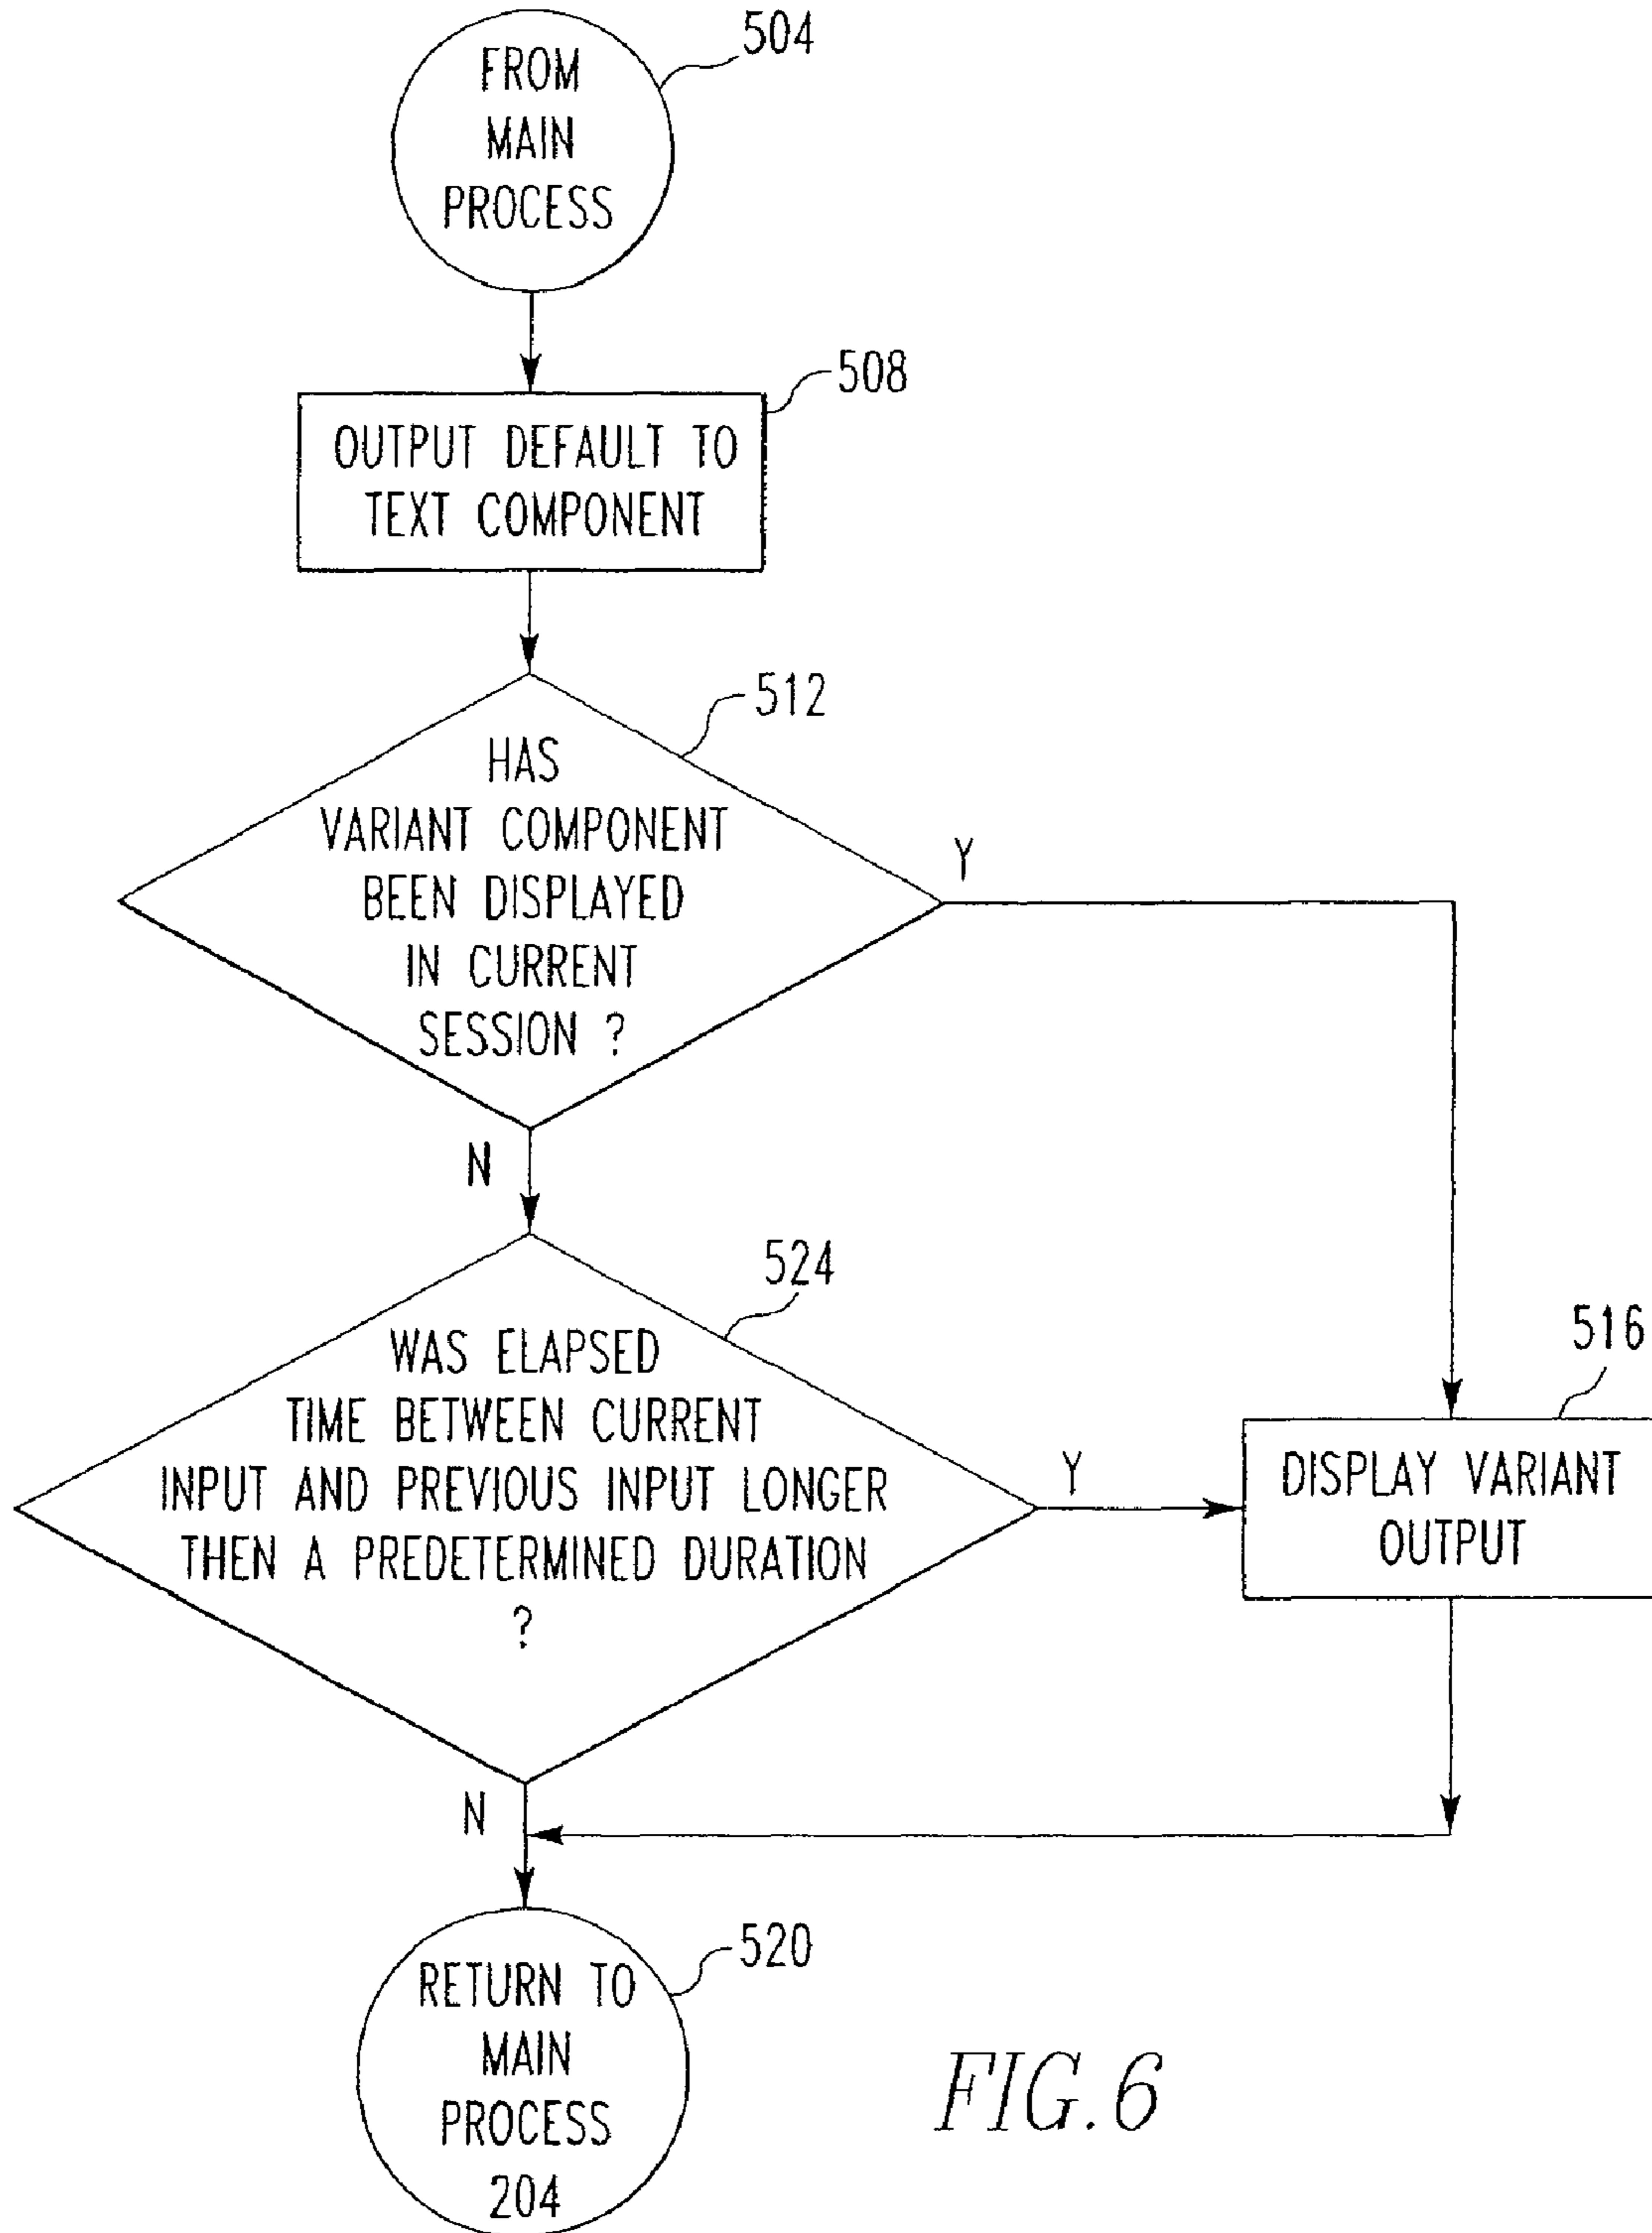 504
FROM
MAIN
PROCESS
508
OUTPUT DEFAULT TO
TEXT COMPONENT
512
HAS
VARIANT COMPONENT
BEEN DISPLAYED
IN CURRENT
SESSION ?
Y
N
524
WAS ELAPSED
TIME BETWEEN CURRENT
INPUT AND PREVIOUS INPUT LONGER
THEN A PREDETERMINED DURATION
?
Y
516
DISPLAY VARIANT
OUTPUT
N
520
RETURN TO
MAIN
PROCESS
204
FIG.6